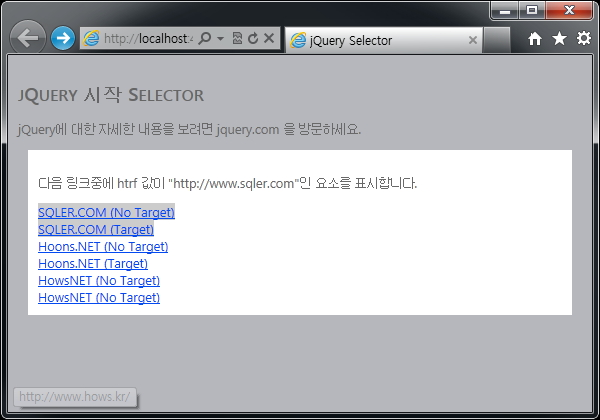 http://localhost:4
jQuery Selector
JQUERY 시작 SELECTOR
jQuery에 대한 자세한 내용을 보려면 jquery.com 을 방문하세요.
다음 링크중에 htrf 값이 "http://www.sqler.com"인 요소를 표시합니다.
SQLER.COM (No Target)
SQLER.COM (Target)
Hoons.NET (No Target)
Hoons.NET (Target)
HowsNET (No Target)
HowsNET (No Target)
http://www.hows.kr/